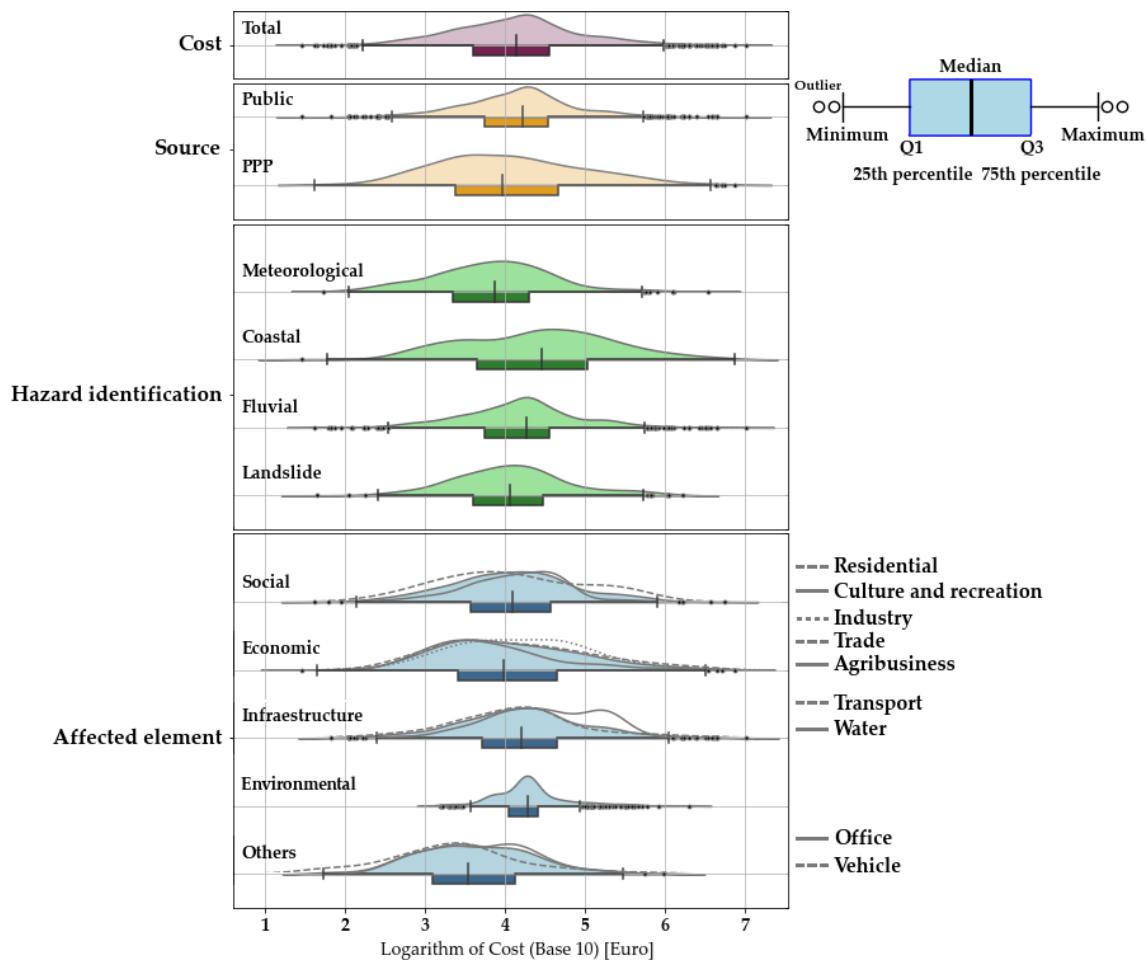 Cost
Total
Source
Public
PPP
Outlier
Median
Minimum
Maximum
Q1
Q3
25th percentile 75th percentile
Hazard identification
Meteorological
Coastal
Fluvial
Landslide
Affected element
Social
Economic
Infraestructure
Environmental
Others
Residential
Culture and recreation
Industry
Trade
Agribusiness
Transport
Water
Office
Vehicle
1 2 3 4 5 6 7
Logarithm of Cost (Base 10) [Euro]